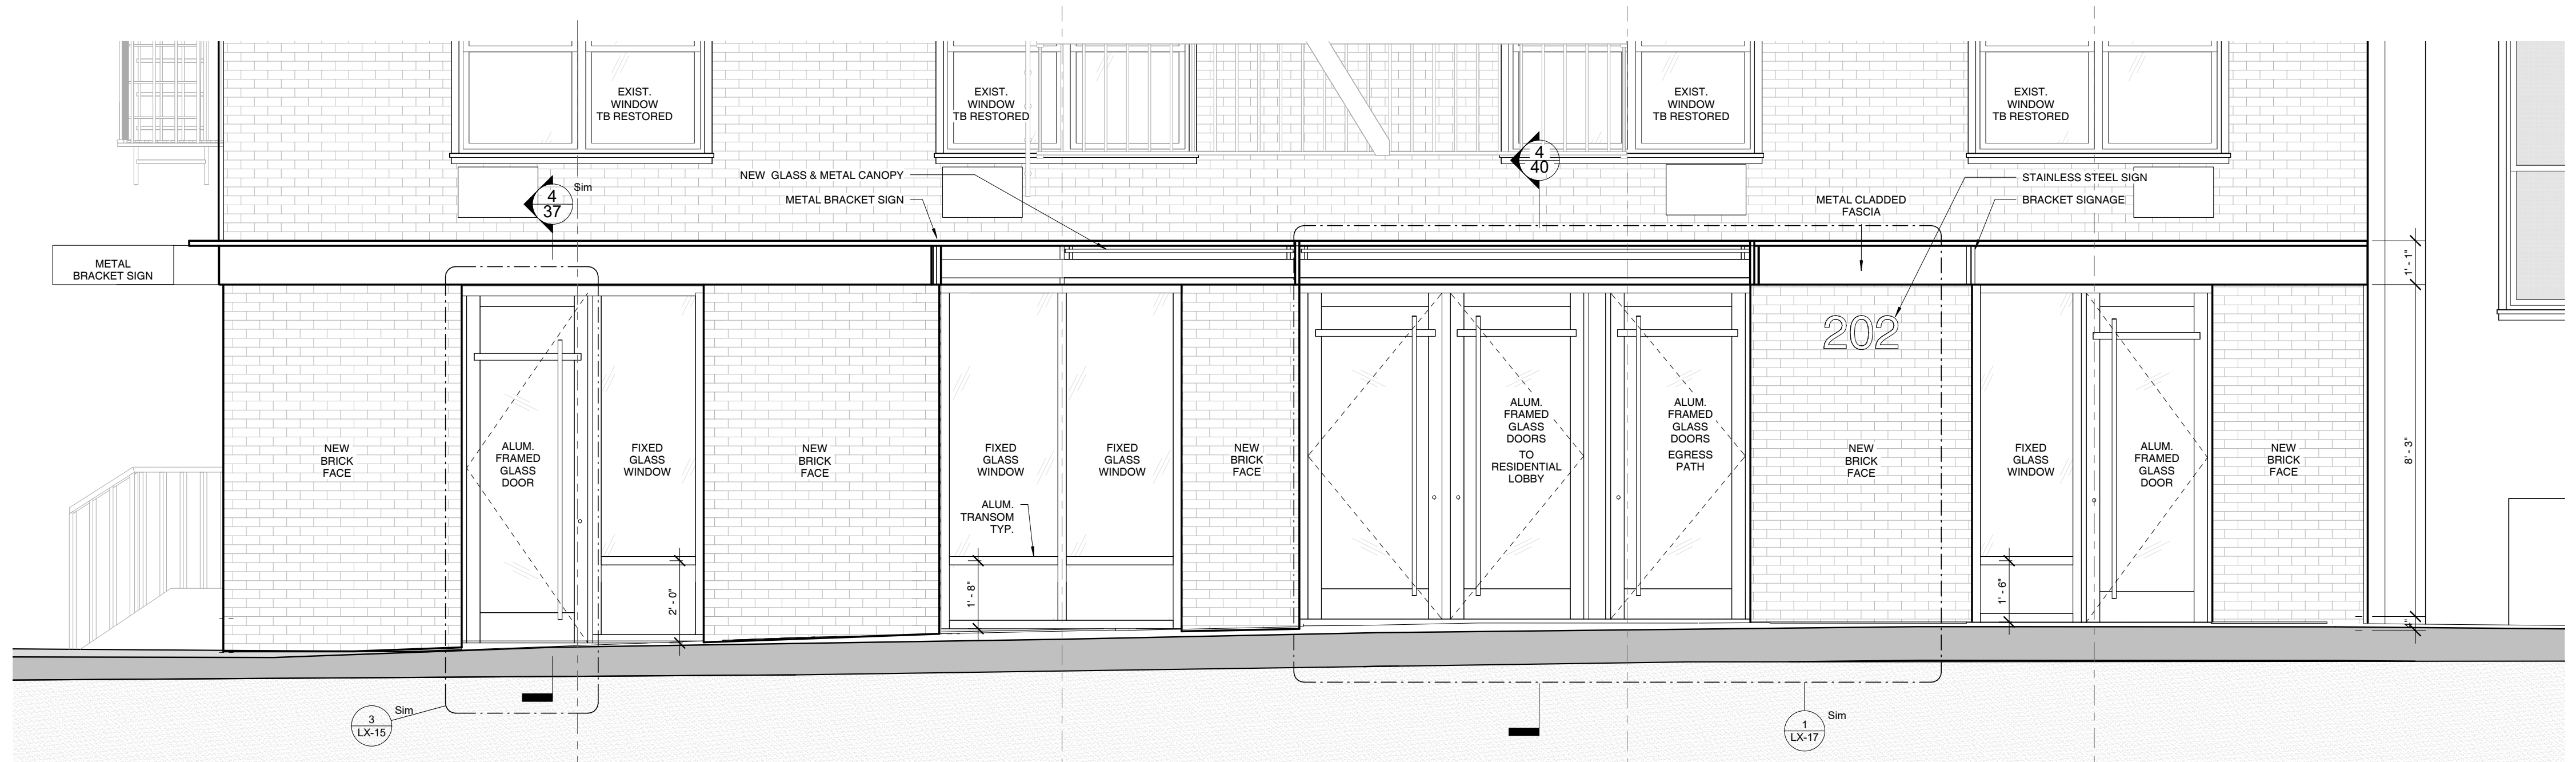 EXIST.
WINDOW
TB RESTORED
EXIST.
WINDOW
TB RESTORED
EXIST.
WINDOW
TB RESTORED
EXIST.
WINDOW
TB RESTORED
4
40
NEW GLASS & METAL CANOPY
STAINLESS STEEL SIGN
4
37
Sim
METAL BRACKET SIGN
METAL CLADDED
FASCIA
BRACKET SIGNAGE
METAL
BRACKET SIGN
1' - 1"
202
NEW
BRICK
FACE
ALUM.
FRAMED
GLASS
DOOR
FIXED
GLASS
WINDOW
NEW
BRICK
FACE
FIXED
GLASS
WINDOW
FIXED
GLASS
WINDOW
NEW
BRICK
FACE
ALUM.
FRAMED
GLASS
DOORS
TO
RESIDENTIAL
LOBBY
ALUM.
FRAMED
GLASS
DOORS
EGRESS
PATH
NEW
BRICK
FACE
FIXED
GLASS
WINDOW
ALUM.
FRAMED
GLASS
DOOR
NEW
BRICK
FACE
8' - 3"
ALUM.
TRANSOM
TYP.
2' - 0"
1' - 8"
1' - 6"
3
LX-15
Sim
1
LX-17
Sim